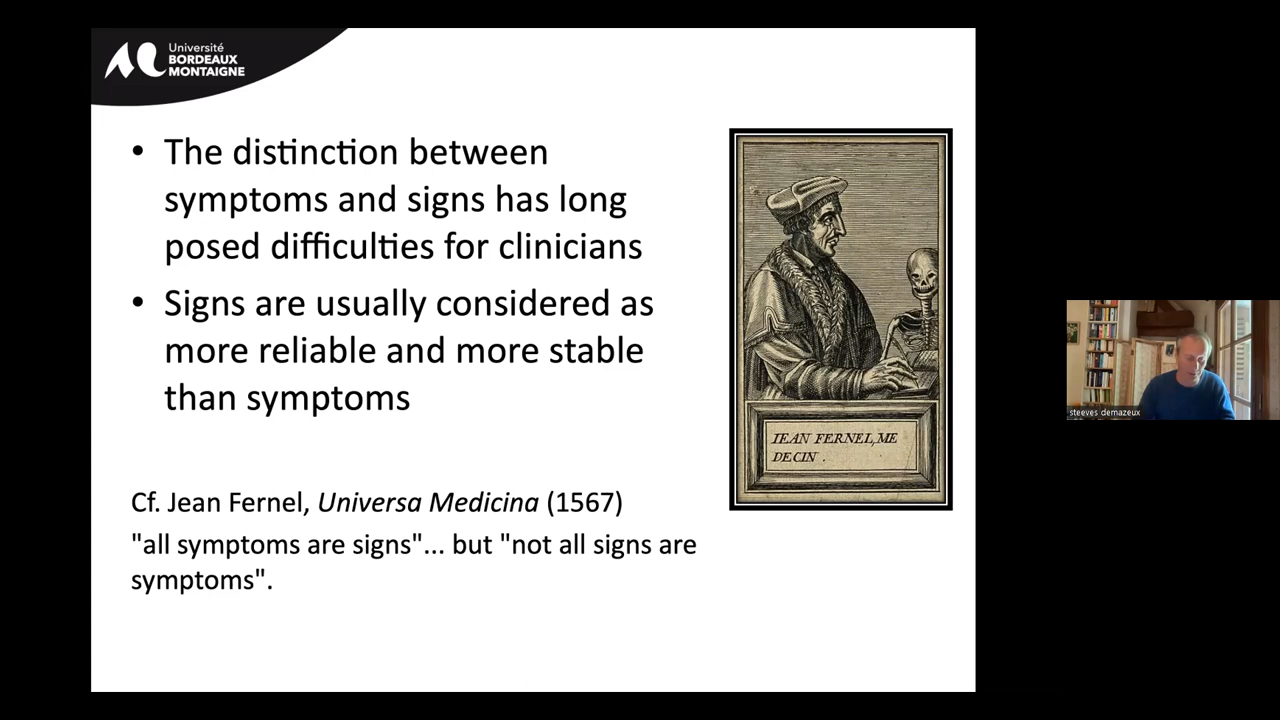 Université
BORDEAUX
MONTAIGNE
• The distinction between
symptoms and signs has long
posed difficulties for clinicians
• Signs are usually considered as
more reliable and more stable
than symptoms
Cf. Jean Fernel, Universa Medicina (1567)
"all symptoms are signs"... but "not all signs are
symptoms".
IEAN FERNEL, ME
DECIN .
steeves demazeux